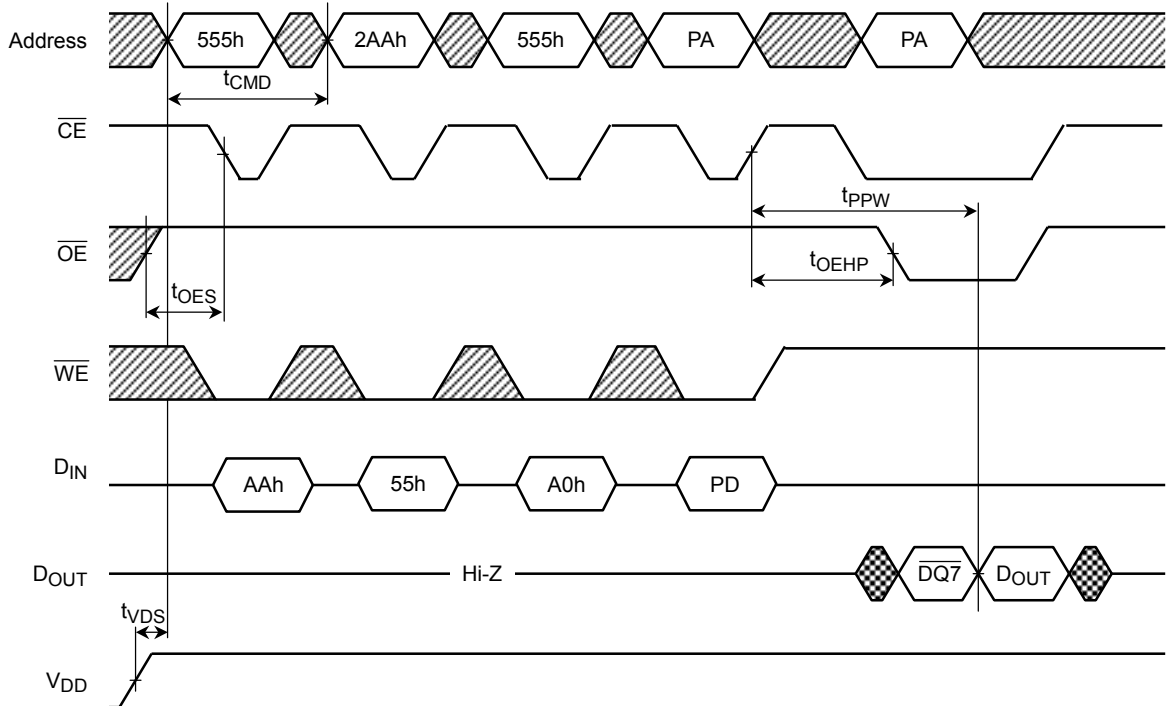 Address 555h 2AAh 555h PA PA
tCMD
CE
tPPW
OE
tOEHP
tOES
WE
DIN
AAh 55h A0h PD
DOUT Hi-Z DQ7 DOUT
tVDS
VDD